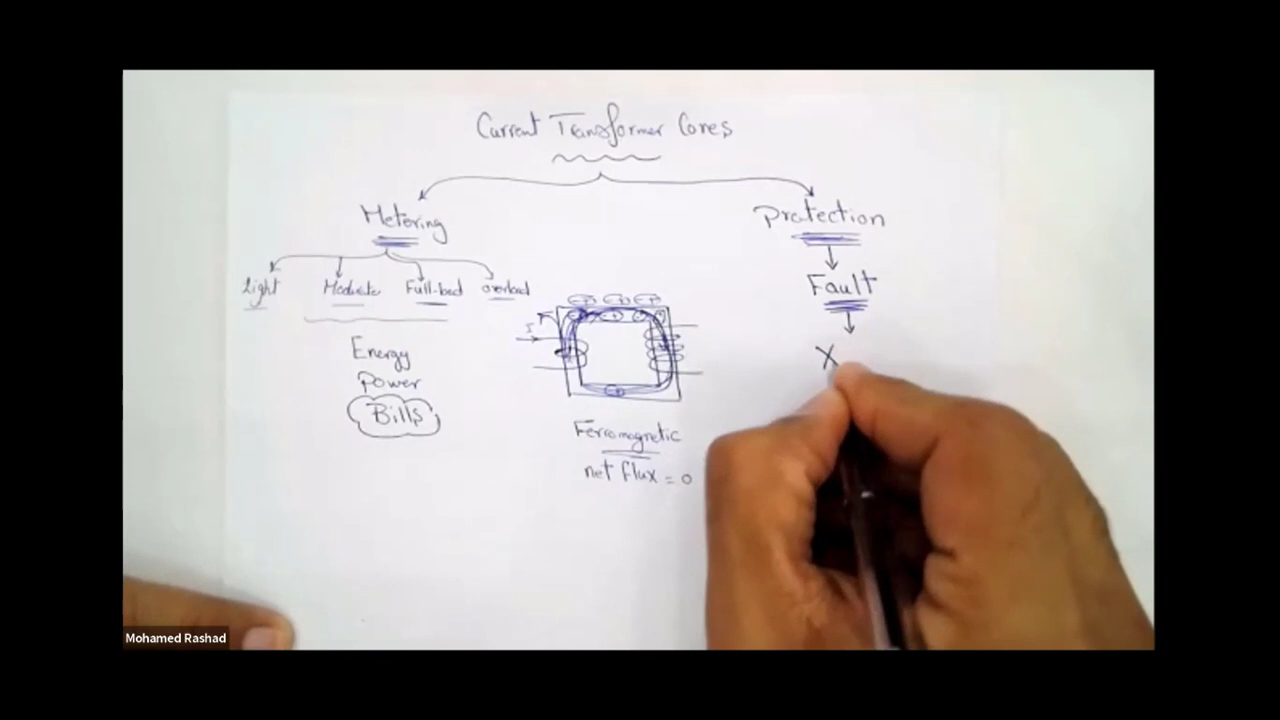 Current Transformer Cores
Metering
Protection
light Moderate Full-load overload
Fault
I
Energy
Power
Bills
X
Ferromagnetic
net flux = 0
Mohamed Rashad